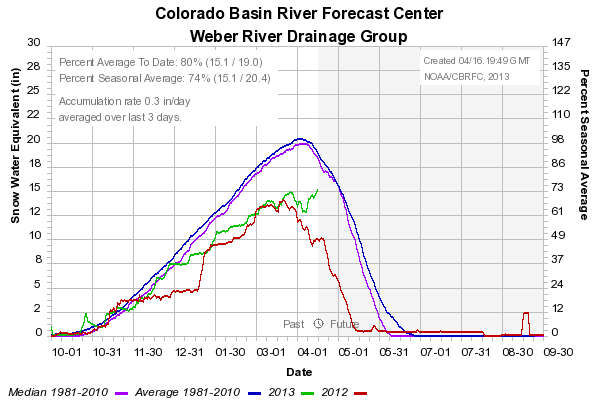 Colorado Basin River Forecast Center
Weber River Drainage Group
Percent Average To Date: 80% (15.1 / 19.0)
Percent Seasonal Average: 74% (15.1 / 20.4)
Accumulation rate 0.3 in/day
averaged over last 3 days.
Created 04/16.19:49 GMT
NOAA/CBRFC, 2013
Snow Water Equivalent (in)
30
28
25
22
20
18
15
12
10
8
5
2
0
Percent Seasonal Average
147
134
122
110
98
86
73
61
49
37
24
12
0
Past Future
10-01 10-31 11-30 12-31 01-30 03-01 04-01 05-01 05-31 07-01 07-31 08-30 09-30
Date
Median 1981-2010 Average 1981-2010 2013 2012